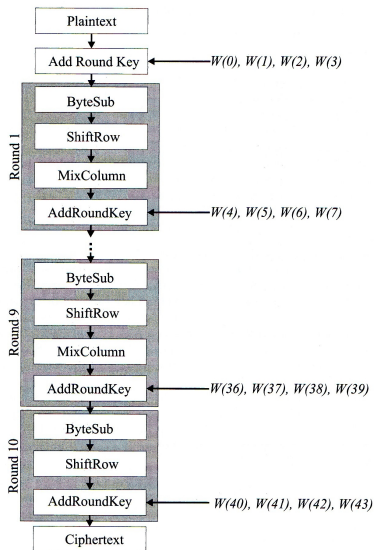 Plaintext
Add Round Key
W(0), W(1), W(2), W(3)
Round 1
ByteSub
ShiftRow
MixColumn
AddRoundKey
W(4), W(5), W(6), W(7)
Round 9
ByteSub
ShiftRow
MixColumn
AddRoundKey
W(36), W(37), W(38), W(39)
Round 10
ByteSub
ShiftRow
AddRoundKey
W(40), W(41), W(42), W(43)
Ciphertext